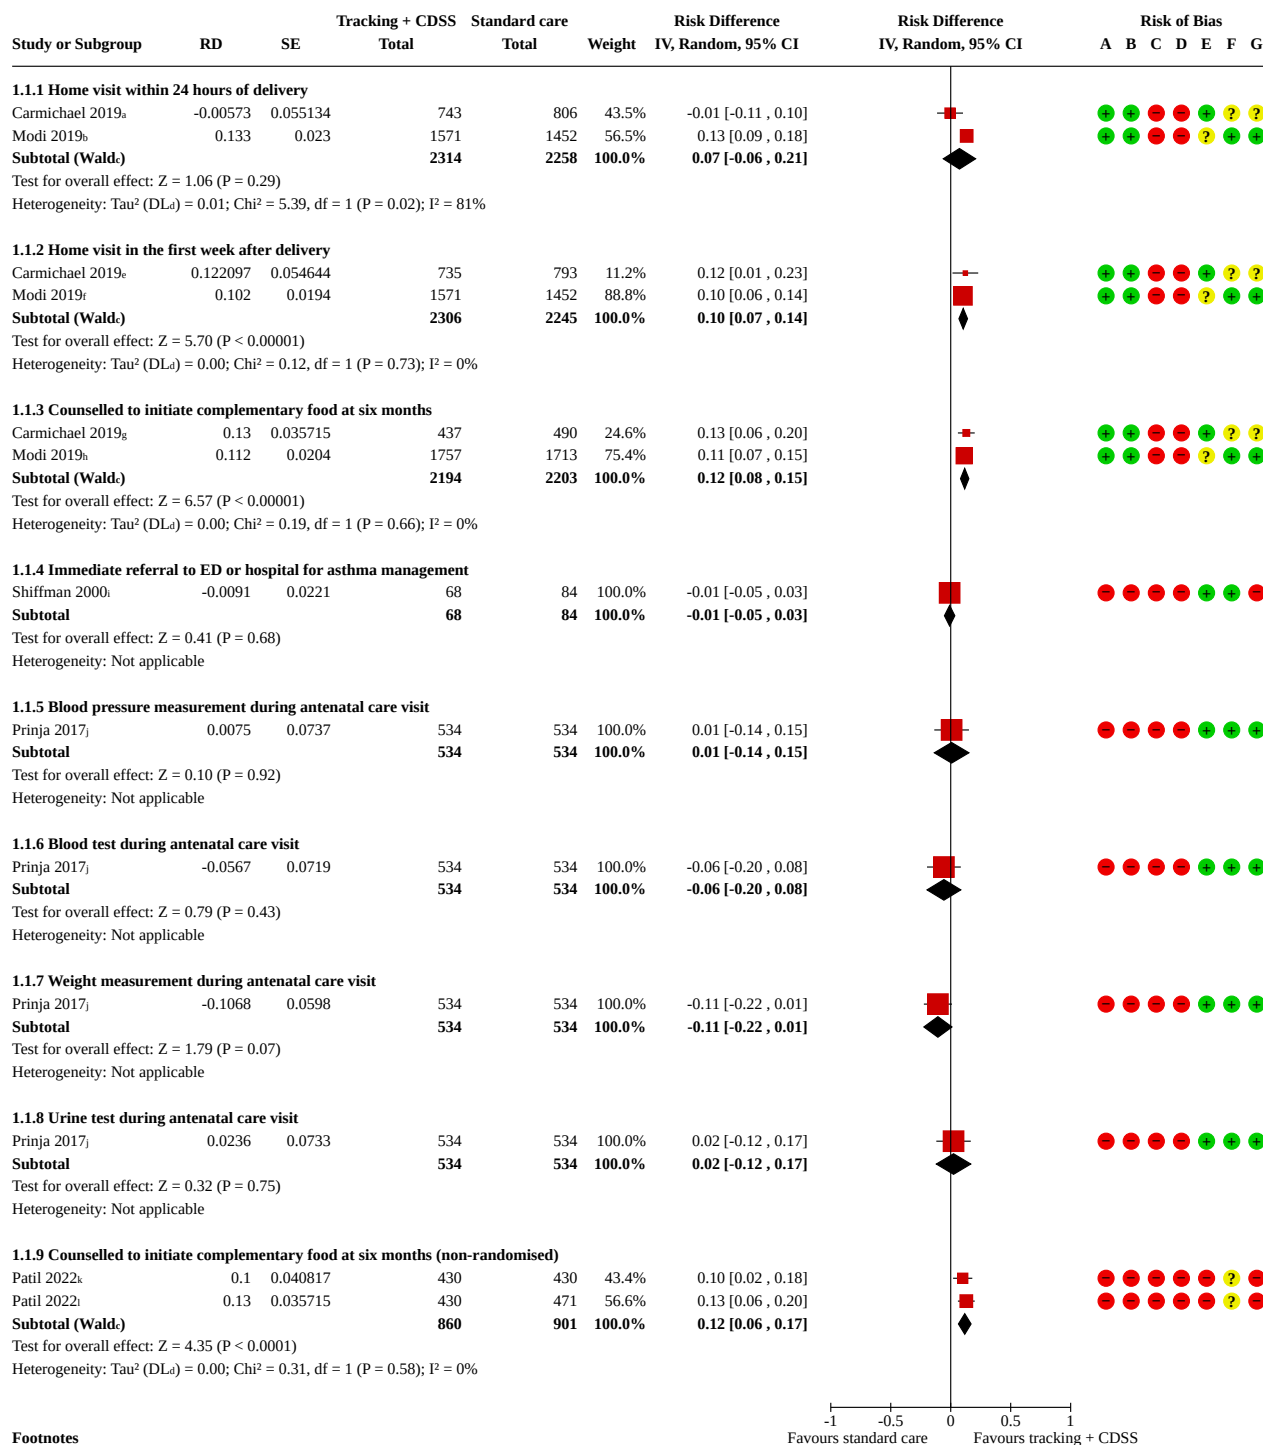 Tracking + CDSS Standard care Risk Difference Risk Difference Risk of Bias
Study or Subgroup RD SE Total Total Weight IV, Random, 95% CI IV, Random, 95% CI A B C D E F G
1.1.1 Home visit within 24 hours of delivery
Carmichael 2019a -0.00573 0.055134 743 806 43.5% -0.01 [-0.11 , 0.10] + + − − + ? ?
Modi 2019b 0.133 0.023 1571 1452 56.5% 0.13 [0.09 , 0.18] + + − − ? + +
Subtotal (Waldc) 2314 2258 100.0% 0.07 [-0.06 , 0.21]
Test for overall effect: Z = 1.06 (P = 0.29)
Heterogeneity: Tau² (DLd) = 0.01; Chi² = 5.39, df = 1 (P = 0.02); I² = 81%
1.1.2 Home visit in the first week after delivery
Carmichael 2019e 0.122097 0.054644 735 793 11.2% 0.12 [0.01 , 0.23] + + − − + ? ?
Modi 2019f 0.102 0.0194 1571 1452 88.8% 0.10 [0.06 , 0.14] + + − − ? + +
Subtotal (Waldc) 2306 2245 100.0% 0.10 [0.07 , 0.14]
Test for overall effect: Z = 5.70 (P < 0.00001)
Heterogeneity: Tau² (DLd) = 0.00; Chi² = 0.12, df = 1 (P = 0.73); I² = 0%
1.1.3 Counselled to initiate complementary food at six months
Carmichael 2019g 0.13 0.035715 437 490 24.6% 0.13 [0.06 , 0.20] + + − − + ? ?
Modi 2019h 0.112 0.0204 1757 1713 75.4% 0.11 [0.07 , 0.15] + + − − ? + +
Subtotal (Waldc) 2194 2203 100.0% 0.12 [0.08 , 0.15]
Test for overall effect: Z = 6.57 (P < 0.00001)
Heterogeneity: Tau² (DLd) = 0.00; Chi² = 0.19, df = 1 (P = 0.66); I² = 0%
1.1.4 Immediate referral to ED or hospital for asthma management
Shiffman 2000i -0.0091 0.0221 68 84 100.0% -0.01 [-0.05 , 0.03] − − − − + + −
Subtotal 68 84 100.0% -0.01 [-0.05 , 0.03]
Test for overall effect: Z = 0.41 (P = 0.68)
Heterogeneity: Not applicable
1.1.5 Blood pressure measurement during antenatal care visit
Prinja 2017j 0.0075 0.0737 534 534 100.0% 0.01 [-0.14 , 0.15] − − − − + + +
Subtotal 534 534 100.0% 0.01 [-0.14 , 0.15]
Test for overall effect: Z = 0.10 (P = 0.92)
Heterogeneity: Not applicable
1.1.6 Blood test during antenatal care visit
Prinja 2017j -0.0567 0.0719 534 534 100.0% -0.06 [-0.20 , 0.08] − − − − + + +
Subtotal 534 534 100.0% -0.06 [-0.20 , 0.08]
Test for overall effect: Z = 0.79 (P = 0.43)
Heterogeneity: Not applicable
1.1.7 Weight measurement during antenatal care visit
Prinja 2017j -0.1068 0.0598 534 534 100.0% -0.11 [-0.22 , 0.01] − − − − + + +
Subtotal 534 534 100.0% -0.11 [-0.22 , 0.01]
Test for overall effect: Z = 1.79 (P = 0.07)
Heterogeneity: Not applicable
1.1.8 Urine test during antenatal care visit
Prinja 2017j 0.0236 0.0733 534 534 100.0% 0.02 [-0.12 , 0.17] − − − − + + +
Subtotal 534 534 100.0% 0.02 [-0.12 , 0.17]
Test for overall effect: Z = 0.32 (P = 0.75)
Heterogeneity: Not applicable
1.1.9 Counselled to initiate complementary food at six months (non-randomised)
Patil 2022k 0.1 0.040817 430 430 43.4% 0.10 [0.02 , 0.18] − − − − − ? −
Patil 2022l 0.13 0.035715 430 471 56.6% 0.13 [0.06 , 0.20] − − − − − ? −
Subtotal (Waldc) 860 901 100.0% 0.12 [0.06 , 0.17]
Test for overall effect: Z = 4.35 (P < 0.0001)
Heterogeneity: Tau² (DLd) = 0.00; Chi² = 0.31, df = 1 (P = 0.58); I² = 0%
-1 -0.5 0 0.5 1
Footnotes Favours standard care Favours tracking + CDSS